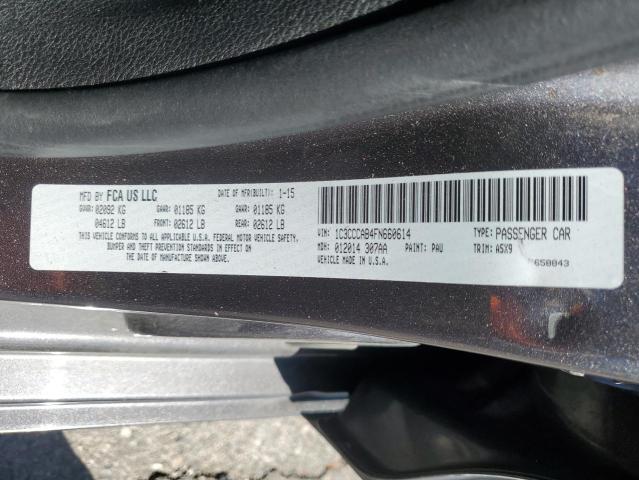 MFD BY FCA US LLC DATE OF MFR(BUILT): 1-15
GVWR: 02092 KG GAWR: 01185 KG GAWR: 01185 KG
04612 LB FRONT: 02612 LB REAR: 02612 LB
THIS VEHICLE CONFORMS TO ALL APPLICABLE U.S.A. FEDERAL MOTOR VEHICLE SAFETY,
BUMPER AND THEFT PREVENTION STANDARDS IN EFFECT ON
THE DATE OF MANUFACTURE SHOWN ABOVE.
VIN: 1C3CCCAB4FN660614 TYPE: PASSENGER CAR
MDH: 012014 307AA PAINT: PAU TRIM: A5X9
VEHICLE MADE IN U.S.A. 650043